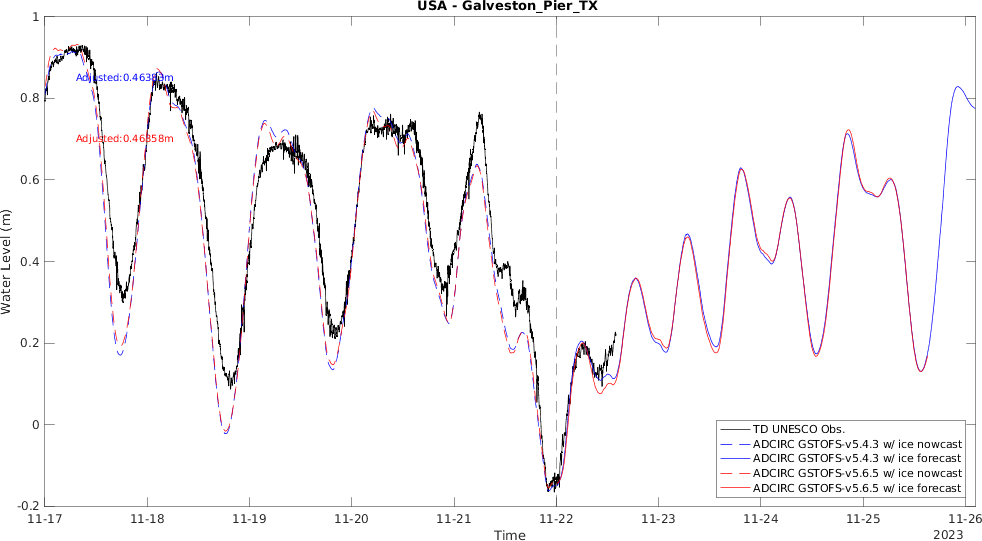 USA - Galveston_Pier_TX
1
0.8
0.6
0.4
0.2
0
-0.2
Water Level (m)
Adjusted:0.46358m
TD UNESCO Obs.
ADCIRC GSTOFS-v5.4.3 w/ ice nowcast
ADCIRC GSTOFS-v5.4.3 w/ ice forecast
ADCIRC GSTOFS-v5.6.5 w/ ice nowcast
ADCIRC GSTOFS-v5.6.5 w/ ice forecast
11-17 11-18 11-19 11-20 11-21 11-22 11-23 11-24 11-25 11-26
Time
2023